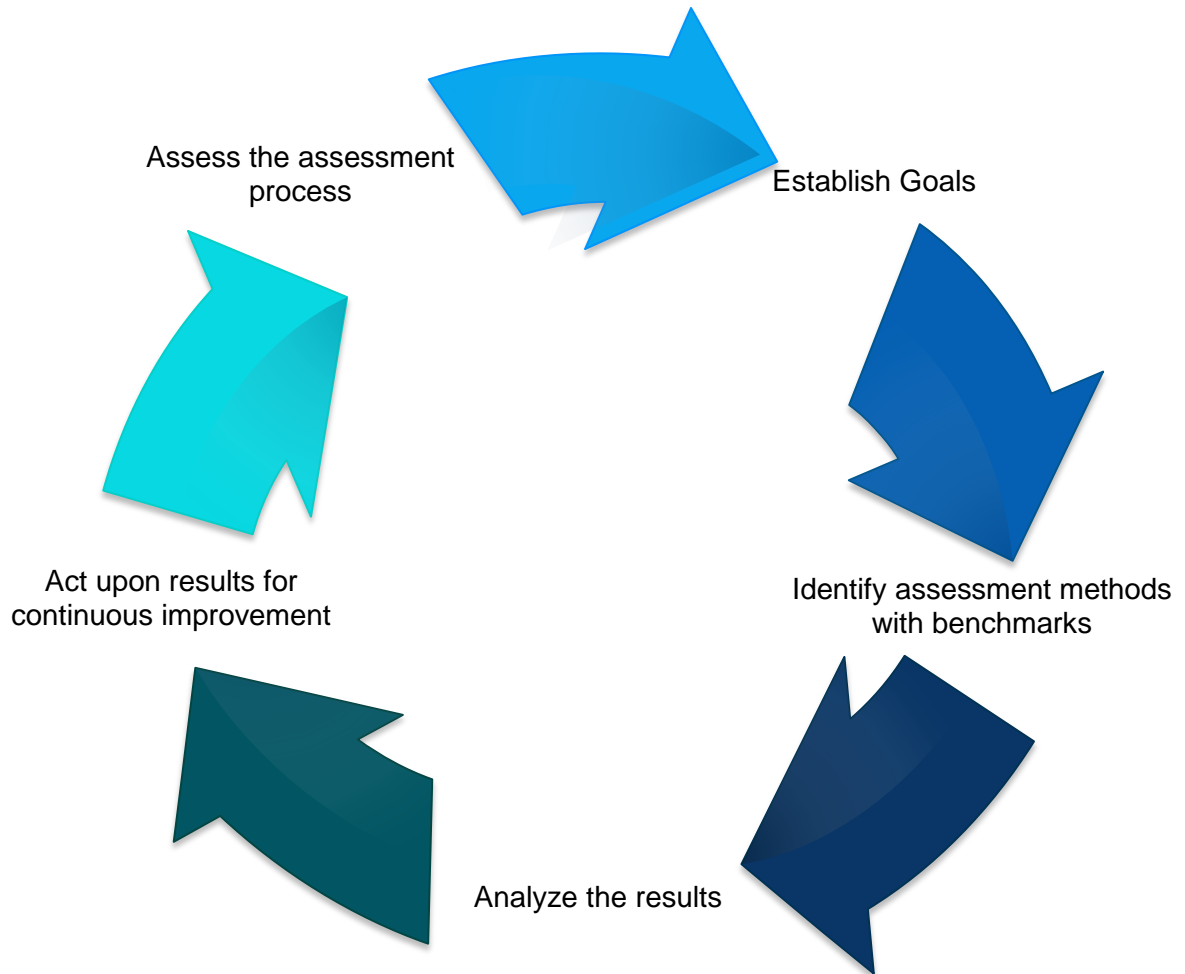 Assess the assessment
process
Establish Goals
Identify assessment methods
with benchmarks
Analyze the results
Act upon results for
continuous improvement